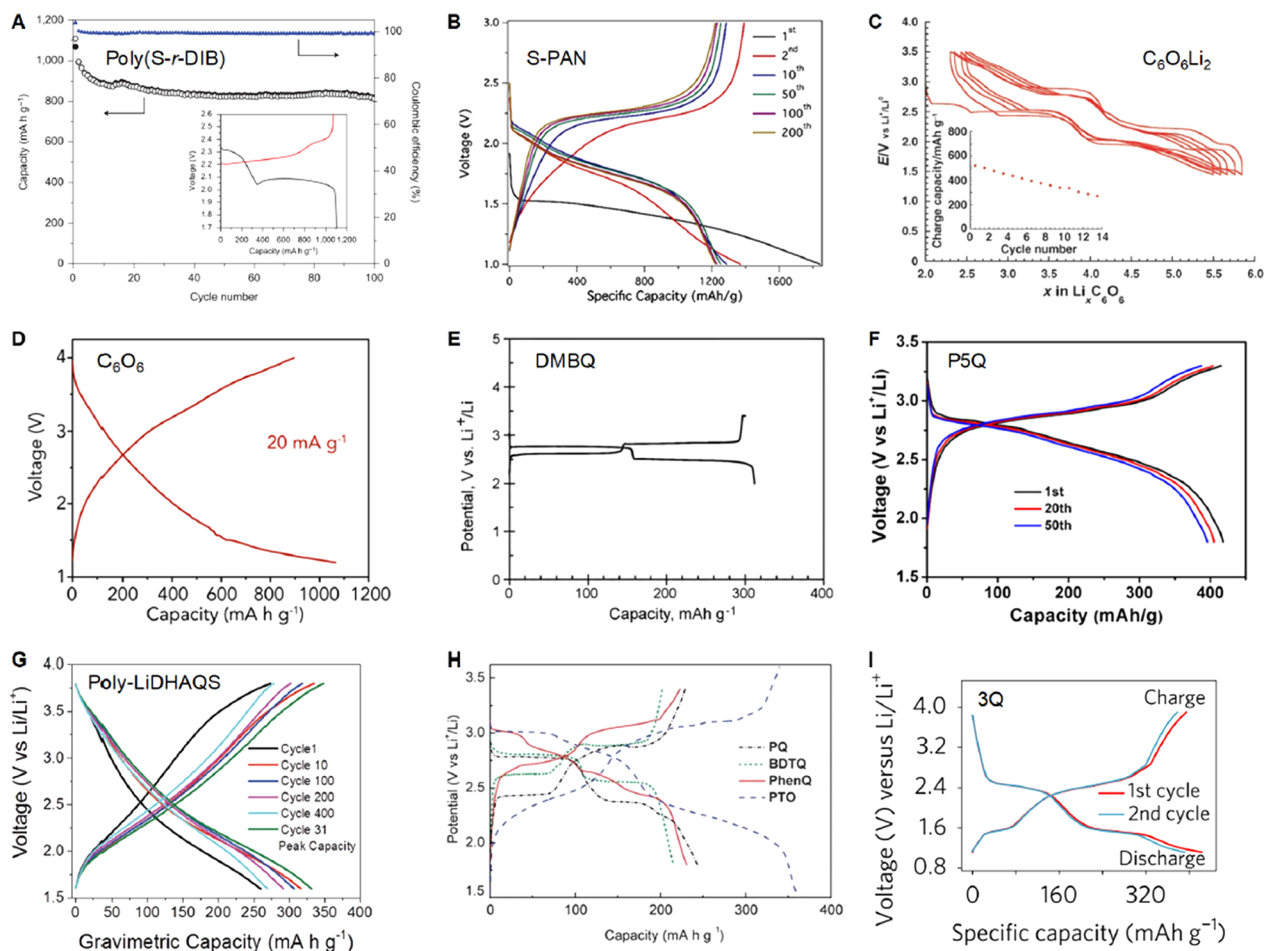 A
Poly(S-r-DIB)
Capacity (mA h g⁻¹)
1,200
1,000
800
600
400
200
0
100
80
60
40
20
0
Coulombic efficiency (%)
0 20 40 60 80 100
Cycle number
Voltage (V)
2.6
2.5
2.4
2.3
2.2
2.1
2.0
1.9
1.8
1.7
0 200 400 600 800 1,000 1,200
Capacity (mA h g⁻¹)
B
S-PAN
Voltage (V)
3.0
2.5
2.0
1.5
1.0
1st
2nd
10th
50th
100th
200th
0 400 800 1200 1600
Specific Capacity (mAh/g)
C
C₆O₆Li₂
E/V vs Li⁺/Li⁰
4.0
3.5
3.0
2.5
2.0
1.5
1.0
0.5
0
Charge capacity/mAh g⁻¹
800
600
400
200
0
0 2 4 6 8 10 12 14
Cycle number
2.0 2.5 3.0 3.5 4.0 4.5 5.0 5.5 6.0
x in LiₓC₆O₆
D
C₆O₆
Voltage (V)
4
3
2
1
20 mA g⁻¹
0 200 400 600 800 1000 1200
Capacity (mA h g⁻¹)
E
DMBQ
Potential, V vs. Li⁺/Li
5
4
3
2
1
0
0 100 200 300 400
Capacity, mAh g⁻¹
F
P5Q
Voltage (V vs Li⁺/Li)
3.5
3.0
2.5
2.0
1.5
1st
20th
50th
0 100 200 300 400
Capacity (mAh/g)
G
Poly-LiDHAQS
Voltage (V vs Li/Li⁺)
4.0
3.5
3.0
2.5
2.0
1.5
Cycle1
Cycle 10
Cycle 100
Cycle 200
Cycle 400
Cycle 31
Peak Capacity
0 50 100 150 200 250 300 350 400
Gravimetric Capacity (mA h g⁻¹)
H
Potential (V vs Li⁺/Li)
3.5
3.0
2.5
2.0
1.5
PQ
BDTQ
PhenQ
PTO
0 100 200 300 400
Capacity (mA h g⁻¹)
I
3Q
Voltage (V) versus Li/Li⁺
4.0
3.2
2.4
1.6
0.8
Charge
1st cycle
2nd cycle
Discharge
0 160 320
Specific capacity (mAh g⁻¹)